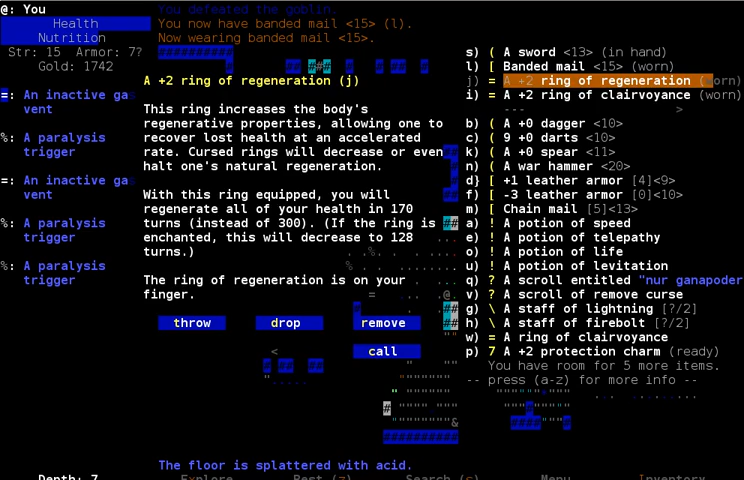 @: You
You defeated the goblin.
Health
You now have banded mail <15> (l).
Nutrition
Now wearing banded mail <15>.
Str: 15 Armor: 7?
Gold: 1742
=: An inactive gas
vent
%: A paralysis
trigger
=: An inactive gas
vent
%: A paralysis
trigger
%: A paralysis
trigger
A +2 ring of regeneration (j)
This ring increases the body's
regenerative properties, allowing one to
recover lost health at an accelerated
rate. Cursed rings will decrease or even
halt one's natural regeneration.
With this ring equipped, you will
regenerate all of your health in 170
turns (instead of 300). (If the ring is
enchanted, this will decrease to 128
turns.)
The ring of regeneration is on your
finger.
throw drop remove
call
s) ( A sword <13> (in hand)
l) [ Banded mail <15> (worn)
j) = A +2 ring of regeneration (worn)
i) = A +2 ring of clairvoyance (worn)
---
b) ( A +0 dagger <10>
c) ( 9 +0 darts <10>
k) ( A +0 spear <11>
n) ( A war hammer <20>
d} [ +1 leather armor [4]<9>
f) [ -3 leather armor [0]<10>
m) [ Chain mail [5]<13>
a) ! A potion of speed
e) ! A potion of telepathy
o) ! A potion of life
u) ! A potion of levitation
q) ? A scroll entitled "nur ganapoder
v) ? A scroll of remove curse
g) \ A staff of lightning [?/2]
h) \ A staff of firebolt [?/2]
w) = A ring of clairvoyance
p) 7 A +2 protection charm (ready)
You have room for 5 more items.
-- press (a-z) for more info --
The floor is splattered with acid.
Depth: 7 Explore Rest (z) Search (s) Menu Inventory